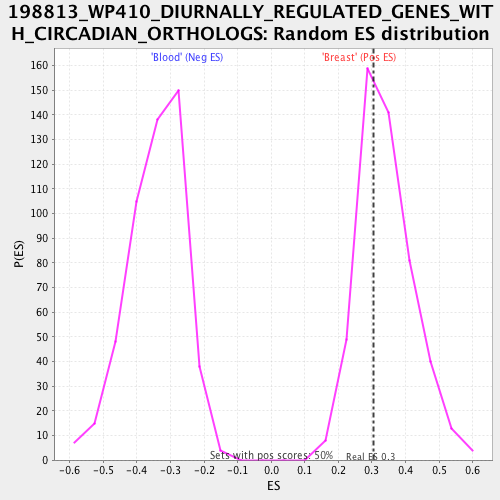 198813_WP410_DIURNALLY_REGULATED_GENES_WIT
H_CIRCADIAN_ORTHOLOGS: Random ES distribution
'Blood' (Neg ES) 'Breast' (Pos ES)
160
150
140
130
120
110
100
90
80
70
60
50
40
30
20
10
0
P(ES)
Sets with pos scores: 50% Real ES 0.3
-0.6 -0.5 -0.4 -0.3 -0.2 -0.1 0.0 0.1 0.2 0.3 0.4 0.5 0.6
ES